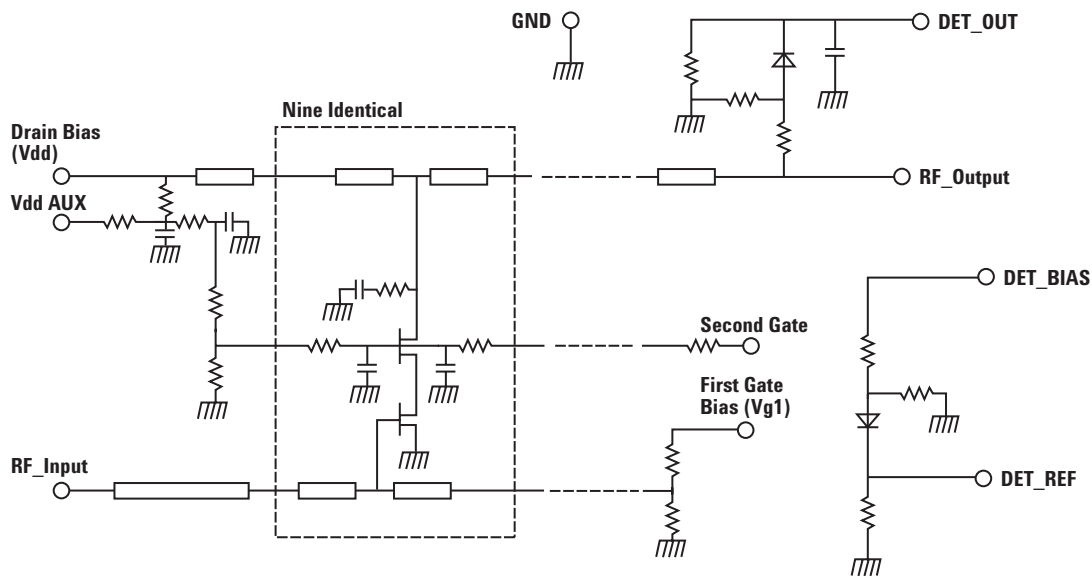 GND
DET_OUT
Nine Identical
Drain Bias
(Vdd)
RF_Output
Vdd AUX
DET_BIAS
Second Gate
First Gate
Bias (Vg1)
RF_Input
DET_REF